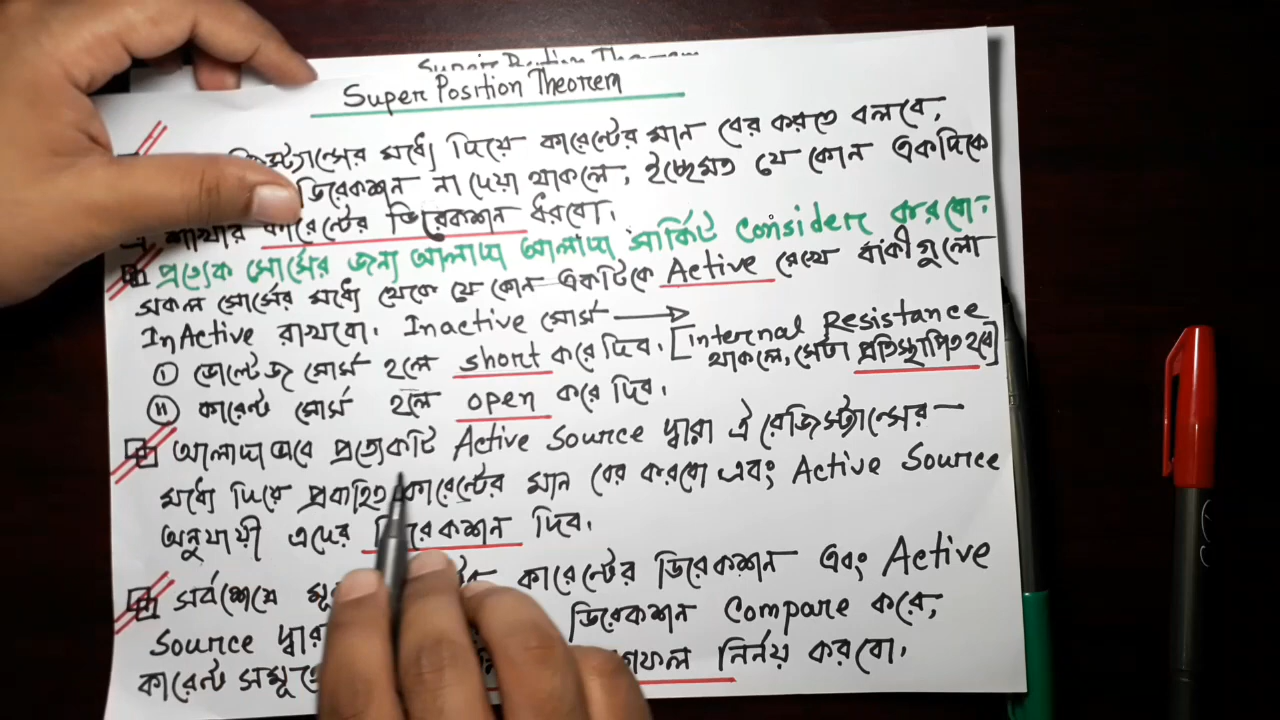 Super Position Theorem
মধ্যে দিয়ে কারেন্টের মান বের করতে বলবে,
ডিরেকশন না দেয়া থাকলে, ইচ্ছেমত যে কোন একদিকে
শাখার কারেন্টের ডিরেকশন ধরবো.
প্রত্যেক সোর্সের জন্য আলাদা আলাদা সার্কিট Consider করবো.
সকল সোর্সের মধ্যে থেকে যে কোন একটিকে Active রেখে বাকীগুলো
InActive রাখবো. Inactive সোর্স →
[Internal Resistance
(i) ভোল্টেজ সোর্স হলে short করে দিব. থাকলে, সেটা প্রতিস্থাপিত হবে]
(ii) কারেন্ট সোর্স হলে open করে দিব.
আলাদা ভাবে প্রত্যেকটি Active Source দ্বারা ঐ রেজিস্ট্যান্সের—
মধ্যে দিয়ে প্রবাহিত কারেন্টের মান বের করবো এবং Active Source
অনুযায়ী এদের ডিরেকশন দিব.
সর্বশেষে কারেন্টের ডিরেকশন এবং Active
Source দ্বারা ডিরেকশন Compare করে,
কারেন্ট নির্নয় করবো.